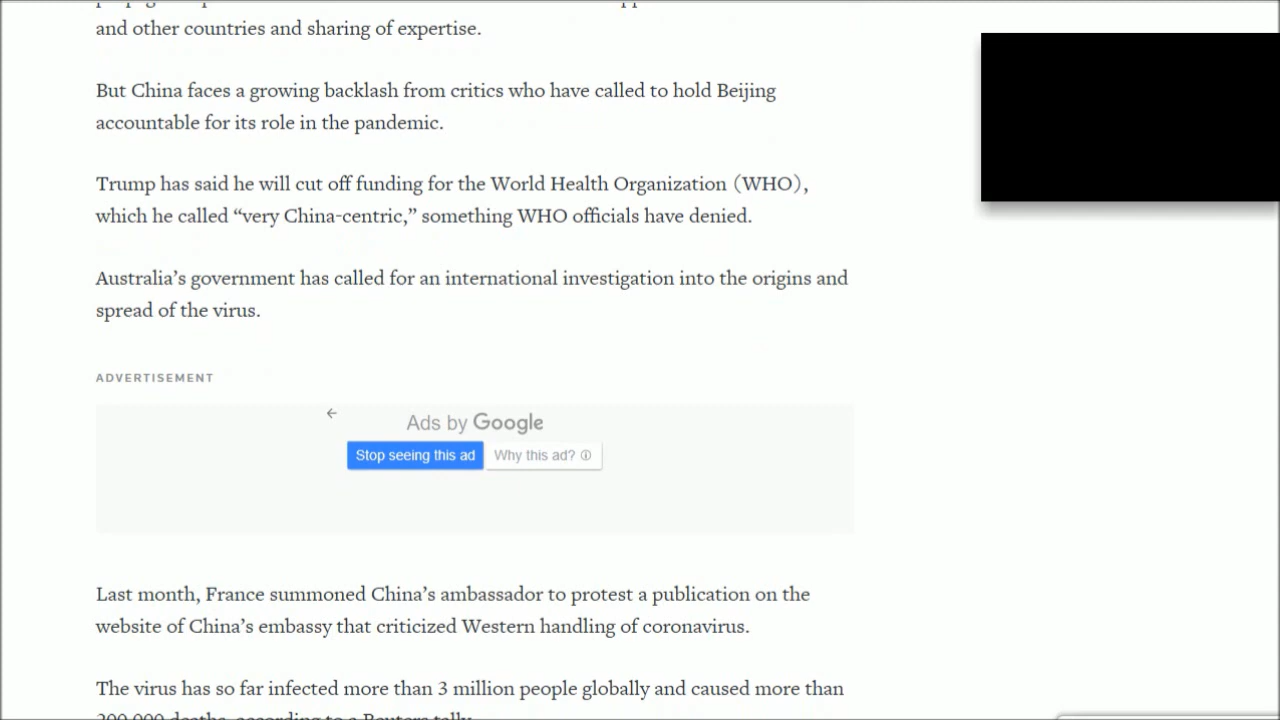 and other countries and sharing of expertise.
But China faces a growing backlash from critics who have called to hold Beijing
accountable for its role in the pandemic.
Trump has said he will cut off funding for the World Health Organization (WHO),
which he called “very China-centric,” something WHO officials have denied.
Australia’s government has called for an international investigation into the origins and
spread of the virus.
ADVERTISEMENT
Ads by Google
Stop seeing this ad
Why this ad?
Last month, France summoned China’s ambassador to protest a publication on the
website of China’s embassy that criticized Western handling of coronavirus.
The virus has so far infected more than 3 million people globally and caused more than
200,000 deaths, according to a Reuters tally.